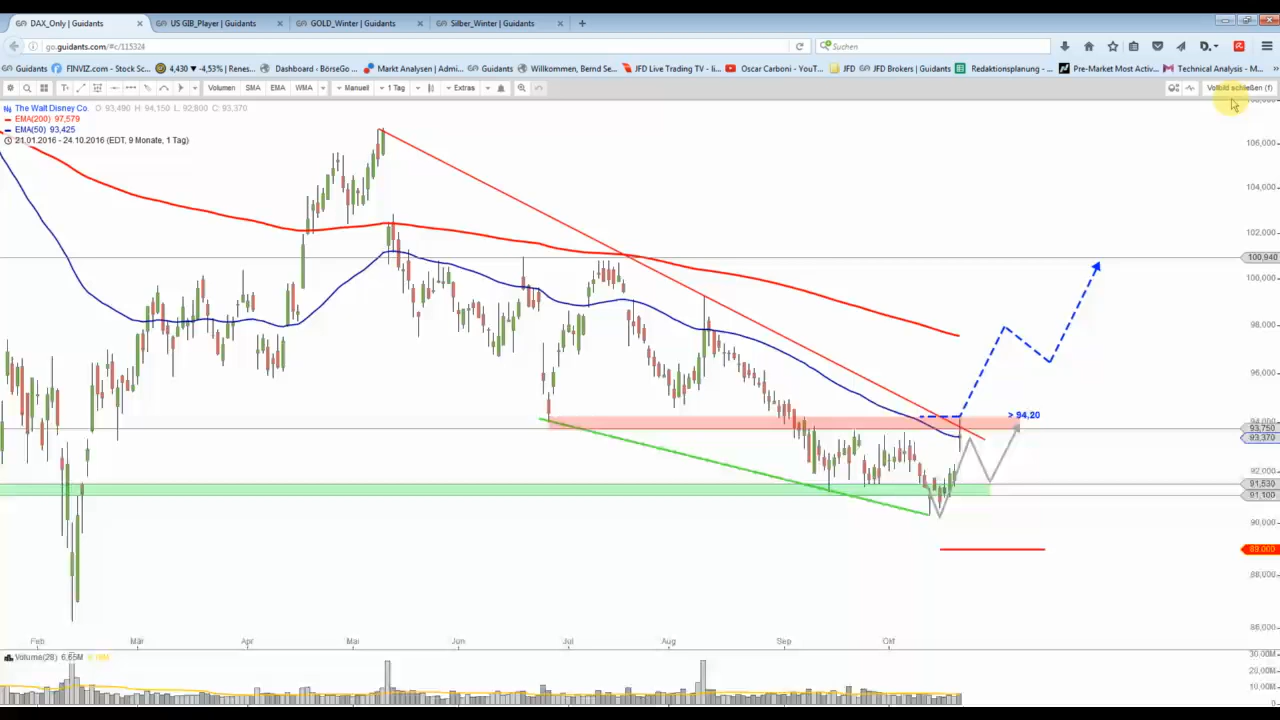 DAX_Only | Guidants × US GIB_Player | Guidants × GOLD_Winter | Guidants × Silber_Winter | Guidants × +
go.guidants.com/#c/115324 Suchen
Guidants FINVIZ.com - Stock Sc... 4,430 ▾ -4,53% | Renes... Dashboard - BörseGo ... Markt Analysen | Admi... Guidants Willkommen, Bernd Se... JFD Live Trading TV - li... Oscar Carboni - YouT... JFD JFD Brokers | Guidants Redaktionsplanung - ... Pre-Market Most Activ... Technical Analysis - M... »
Volumen SMA EMA WMA Manuell 1 Tag Extras Vollbild schließen (f)
The Walt Disney Co. O 93,490 H 94,150 L 92,800 C 93,370
EMA(200) 97,579
EMA(50) 93,425
21.01.2016 - 24.10.2016 (EDT, 9 Monate, 1 Tag)
106,000
104,000
102,000
100,940
100,000
98,000
96,000
> 94,20
94,000
93,750
93,370
92,000
91,530
91,100
90,000
89,000
88,000
86,000
Feb Mär Apr Mai Jun Jul Aug Sep Okt
Volume(28) 6,65M
30,00M
20,00M
10,00M
0,000